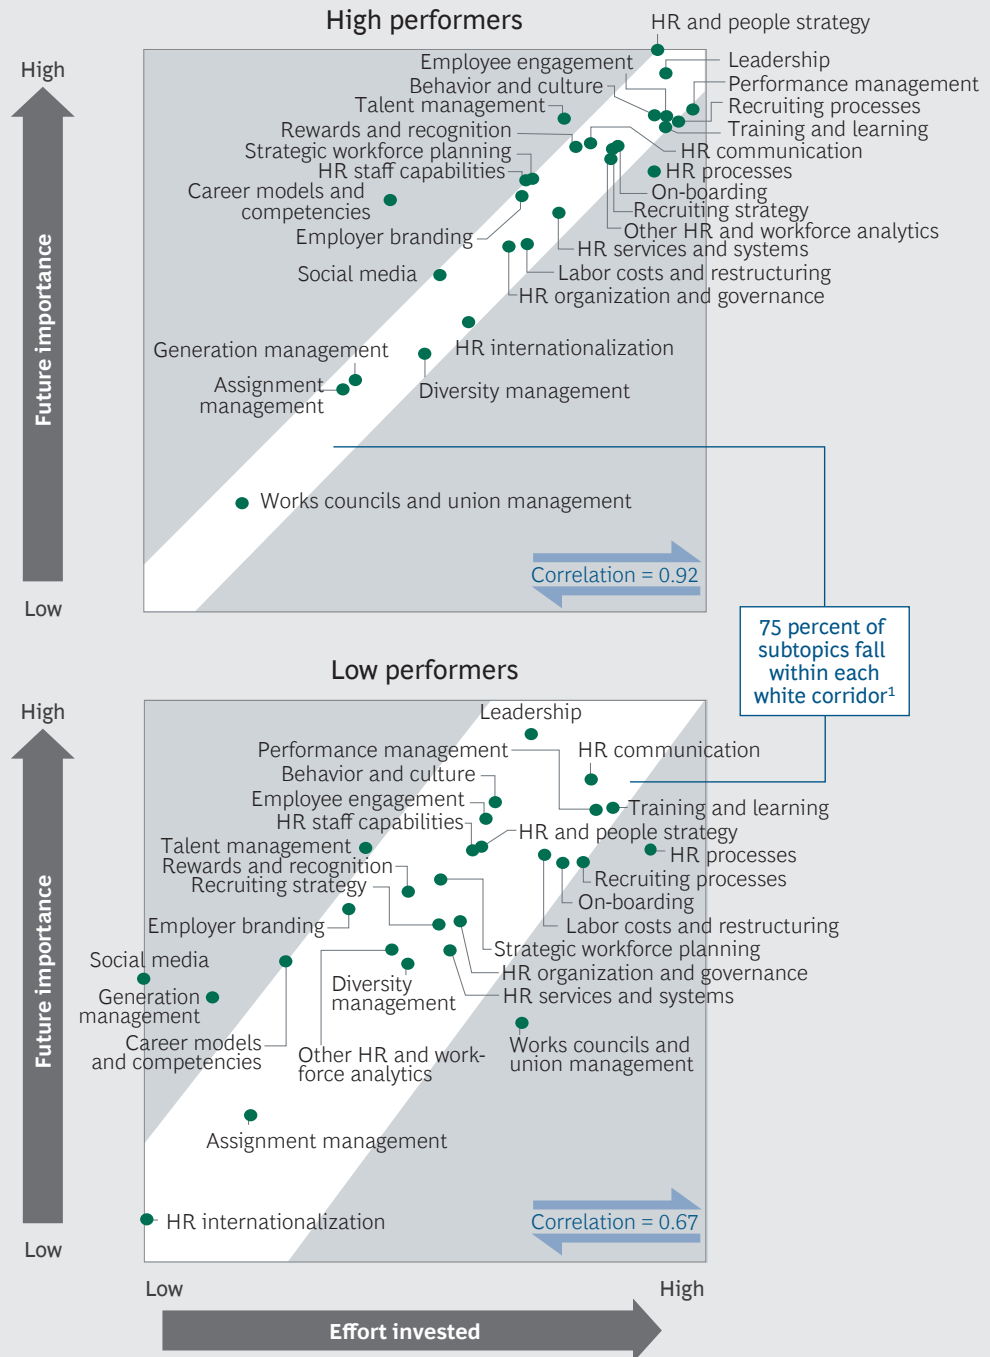 High performers
HR and people strategy
High
Employee engagement
Leadership
Behavior and culture
Performance management
Talent management
Recruiting processes
Rewards and recognition
Training and learning
Strategic workforce planning
HR communication
HR staff capabilities
HR processes
Career models and
competencies
On-boarding
Recruiting strategy
Employer branding
Other HR and workforce analytics
HR services and systems
Social media
Labor costs and restructuring
HR organization and governance
Future importance
Generation management
HR internationalization
Assignment
management
Diversity management
Works councils and union management
Correlation = 0.92
Low
75 percent of
subtopics fall
within each
white corridor1
Low performers
High
Leadership
Performance management
HR communication
Behavior and culture
Employee engagement
Training and learning
HR staff capabilities
HR and people strategy
Talent management
HR processes
Rewards and recognition
Recruiting processes
Recruiting strategy
On-boarding
Employer branding
Labor costs and restructuring
Strategic workforce planning
Social media
HR organization and governance
Diversity
management
Generation
management
HR services and systems
Future importance
Career models
and competencies
Other HR and work-
force analytics
Works councils and
union management
Assignment management
HR internationalization
Correlation = 0.67
Low
Low
High
Effort invested